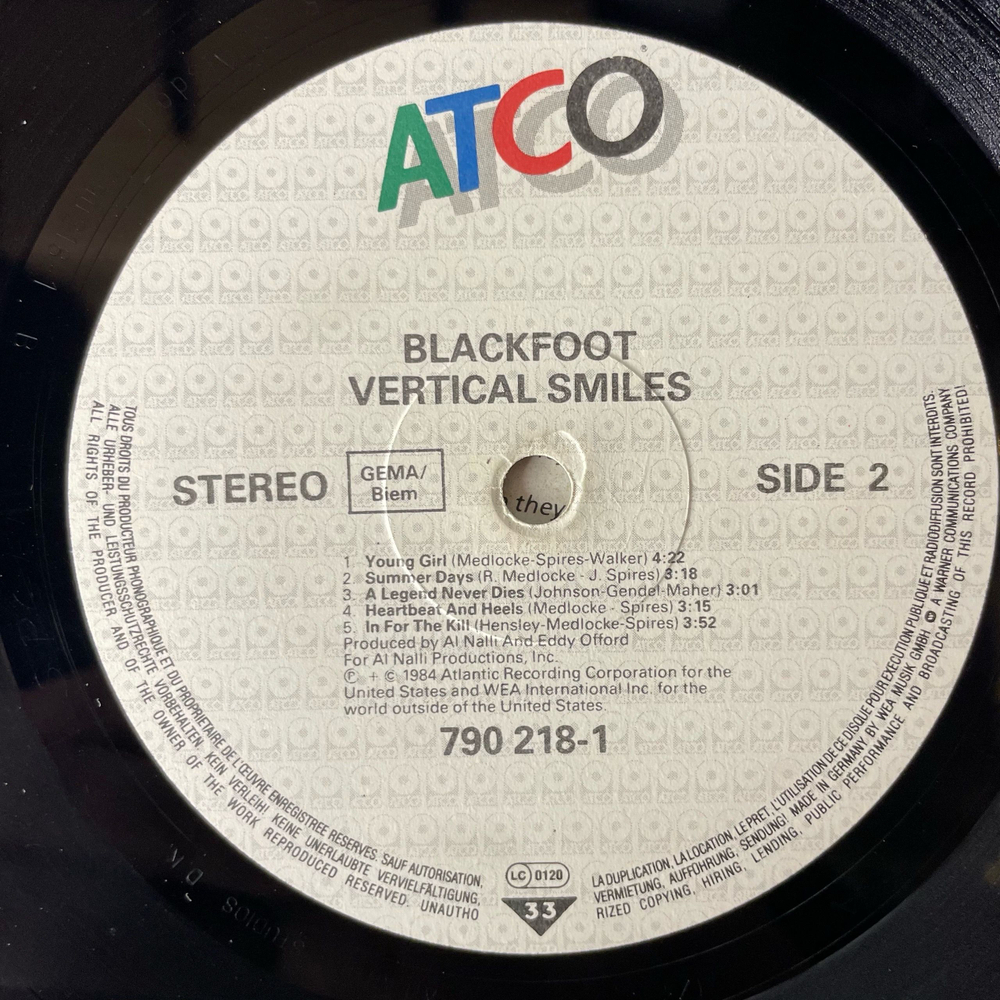 ATCO
BLACKFOOT
VERTICAL SMILES
STEREO
GEMA/
Biem
SIDE 2
they
1. Young Girl (Medlocke-Spires-Walker) 4:22
2. Summer Days (R. Medlocke - J. Spires) 3:18
3. A Legend Never Dies (Johnson-Gendel-Maher) 3:01
4. Heartbeat And Heels (Medlocke - Spires) 3:15
5. In For The Kill (Hensley-Medlocke-Spires) 3:52
Produced by Al Nalli And Eddy Offord
For Al Nalli Productions, Inc.
Ⓟ + © 1984 Atlantic Recording Corporation for the
United States and WEA International Inc. for the
world outside of the United States.
790 218-1
TOUS DROITS DU PRODUCTEUR PHONOGRAPHIQUE ET DU PROPRIETAIRE DE L'ŒUVRE ENREGISTREE RESERVES. SAUF AUTORISATION,
ALLE URHEBER- UND LEISTUNGSSCHUTZRECHTE VORBEHALTEN. KEIN VERLEIH! KEINE UNERLAUBTE VERVIELFÄLTIGUNG,
ALL RIGHTS OF THE PRODUCER AND OF THE OWNER OF THE WORK REPRODUCED RESERVED. UNAUTHO
LC 0120
33
LA DUPLICATION, LA LOCATION, LE PRET, L'UTILISATION DE CE DISQUE POUR EXECUTION PUBLIQUE ET RADIODIFFUSION SONT INTERDITS.
VERMIETUNG, AUFFÜHRUNG, SENDUNG! MADE IN GERMANY BY WEA MUSIK GMBH. A WARNER COMMUNICATIONS COMPANY
RIZED COPYING, HIRING, LENDING, PUBLIC PERFORMANCE AND BROADCASTING OF THIS RECORD PROHIBITED!